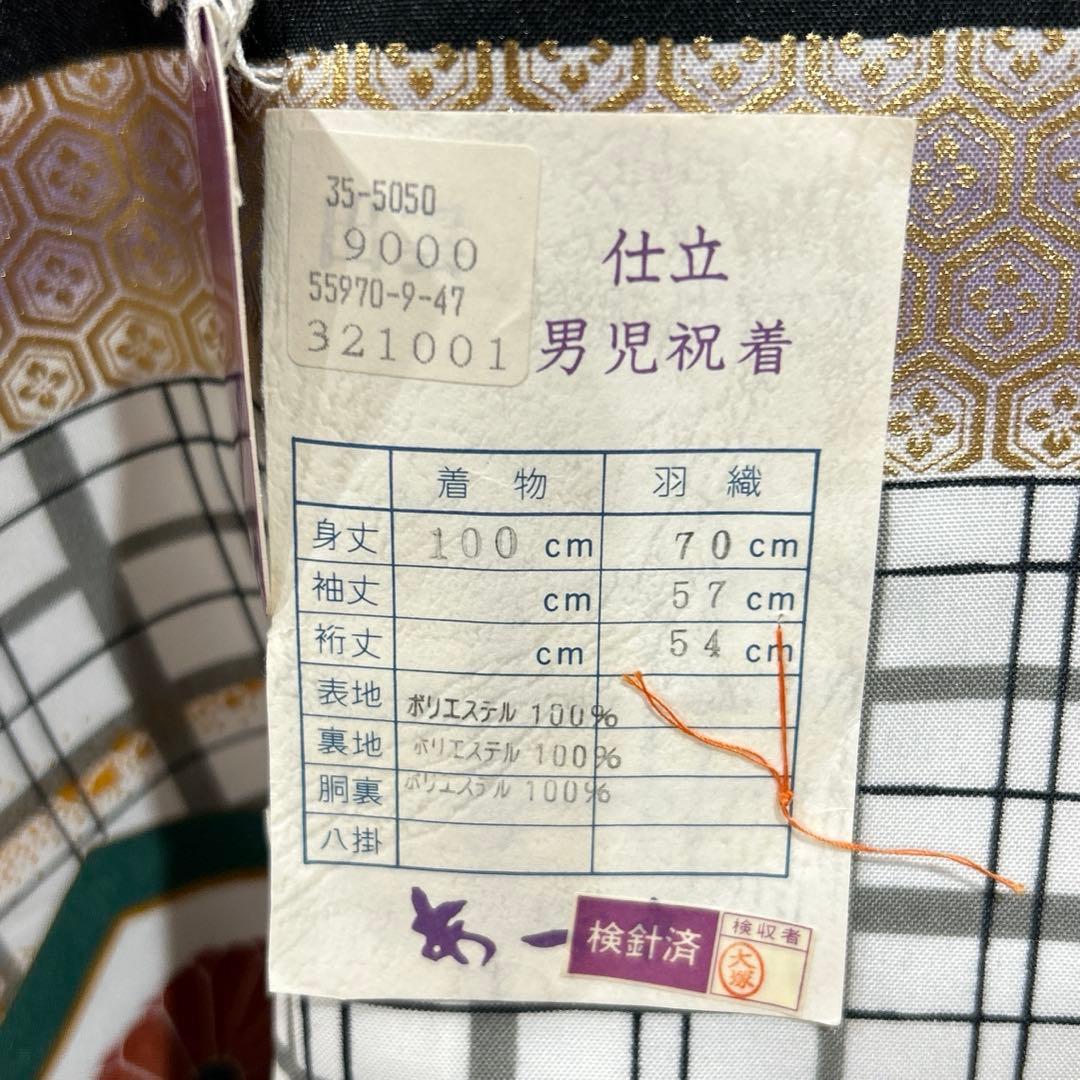 35-5050
9000
55970-9-47
321001
仕立
男児祝着
着物 羽織
身丈 100 cm 70 cm
袖丈 cm 57 cm
裄丈 cm 54 cm
表地 ポリエステル 100%
裏地 ポリエステル 100%
胴裏 ポリエステル 100%
八掛
検針済
検収者
大塚